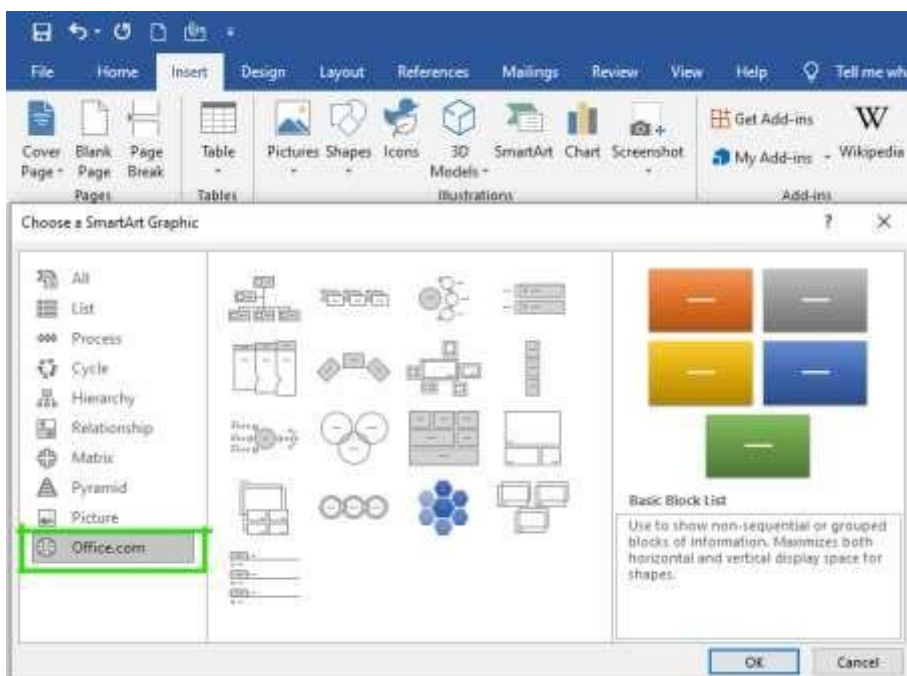 File Home Insert Design Layout References Mailings Review View Help Tell me wh
Cover Page Blank Page Page Break Table Pictures Shapes Icons 3D Models SmartArt Chart Screenshot Get Add-ins My Add-ins Wikipedia
Pages Tables Illustrations Add-ins
Choose a SmartArt Graphic ?
All
List
Process
Cycle
Hierarchy
Relationship
Matrix
Pyramid
Picture
Office.com
Basic Block List
Use to show non-sequential or grouped
blocks of information. Maximizes both
horizontal and vertical display space for
shapes.
OK Cancel